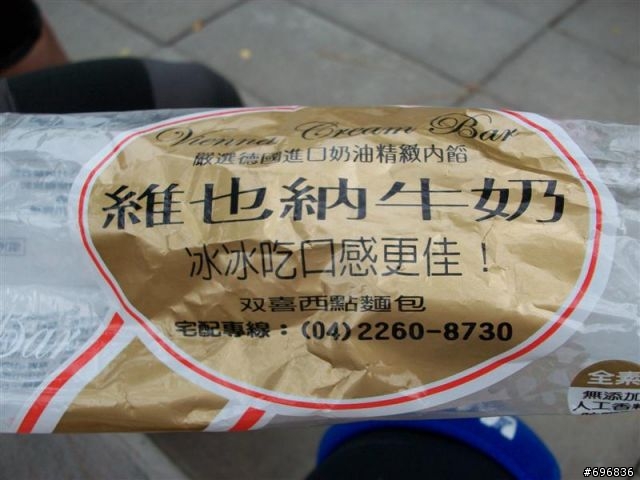 Vienna Cream Bar
嚴選德國進口奶油精緻內餡
維也納牛奶
冰冰吃口感更佳！
双喜西點麵包
宅配專線：(04)2260-8730
全素
無添加
人工香料
#696836